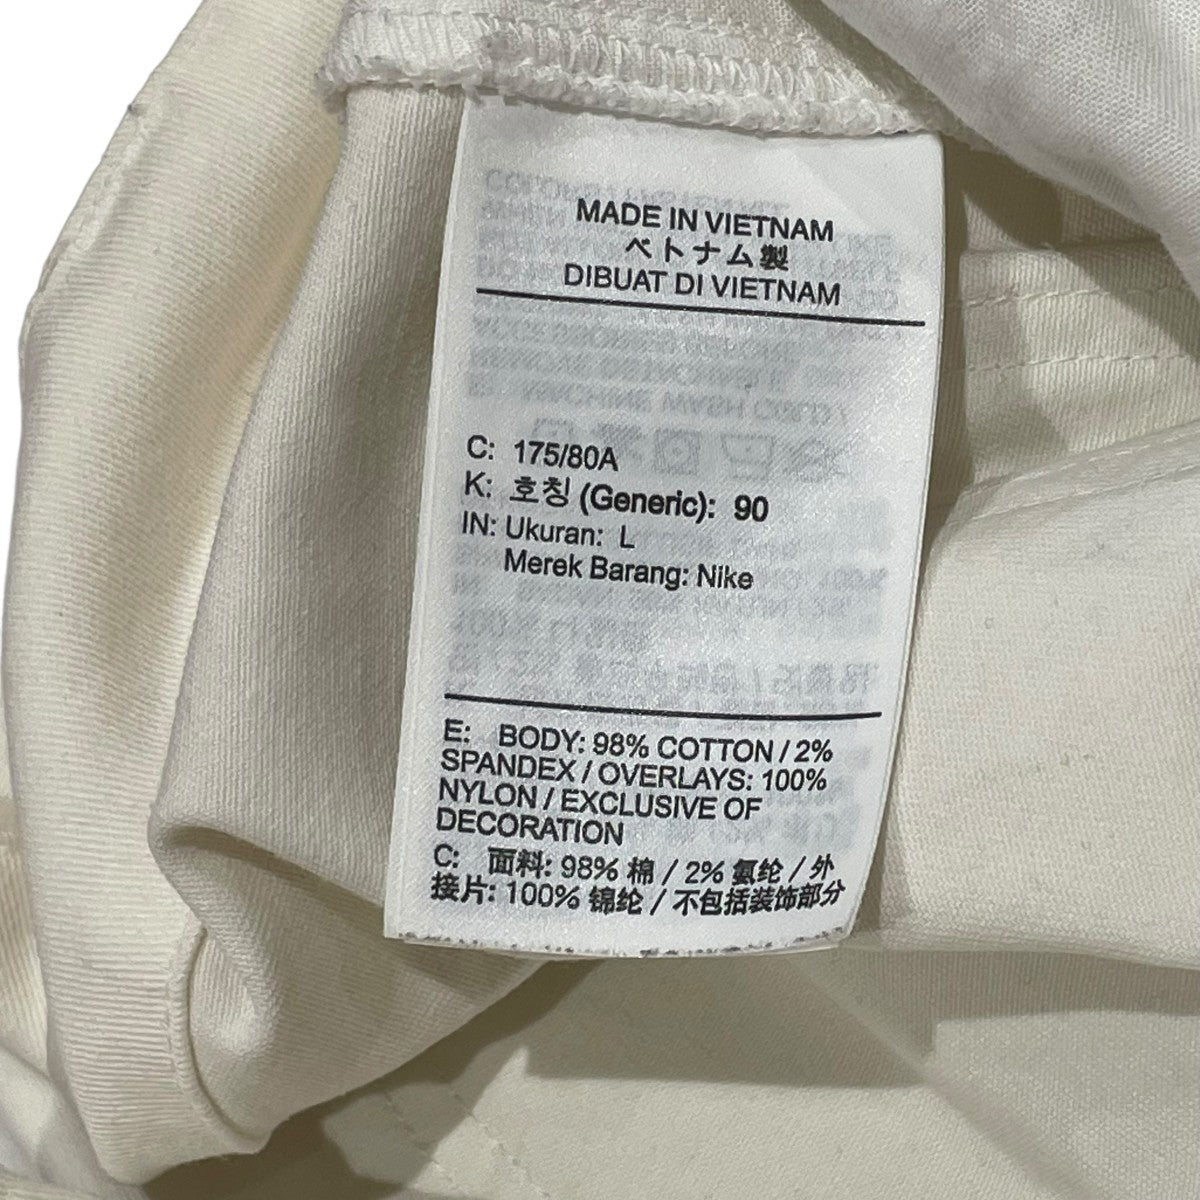 MADE IN VIETNAM
ベトナム製
DIBUAT DI VIETNAM
C: 175/80A
K: 호칭 (Generic): 90
IN: Ukuran: L
Merek Barang: Nike
E: BODY: 98% COTTON / 2%
SPANDEX / OVERLAYS: 100%
NYLON / EXCLUSIVE OF
DECORATION
C: 面料: 98% 棉 / 2% 氨纶 / 外
接片: 100% 锦纶 / 不包括装饰部分